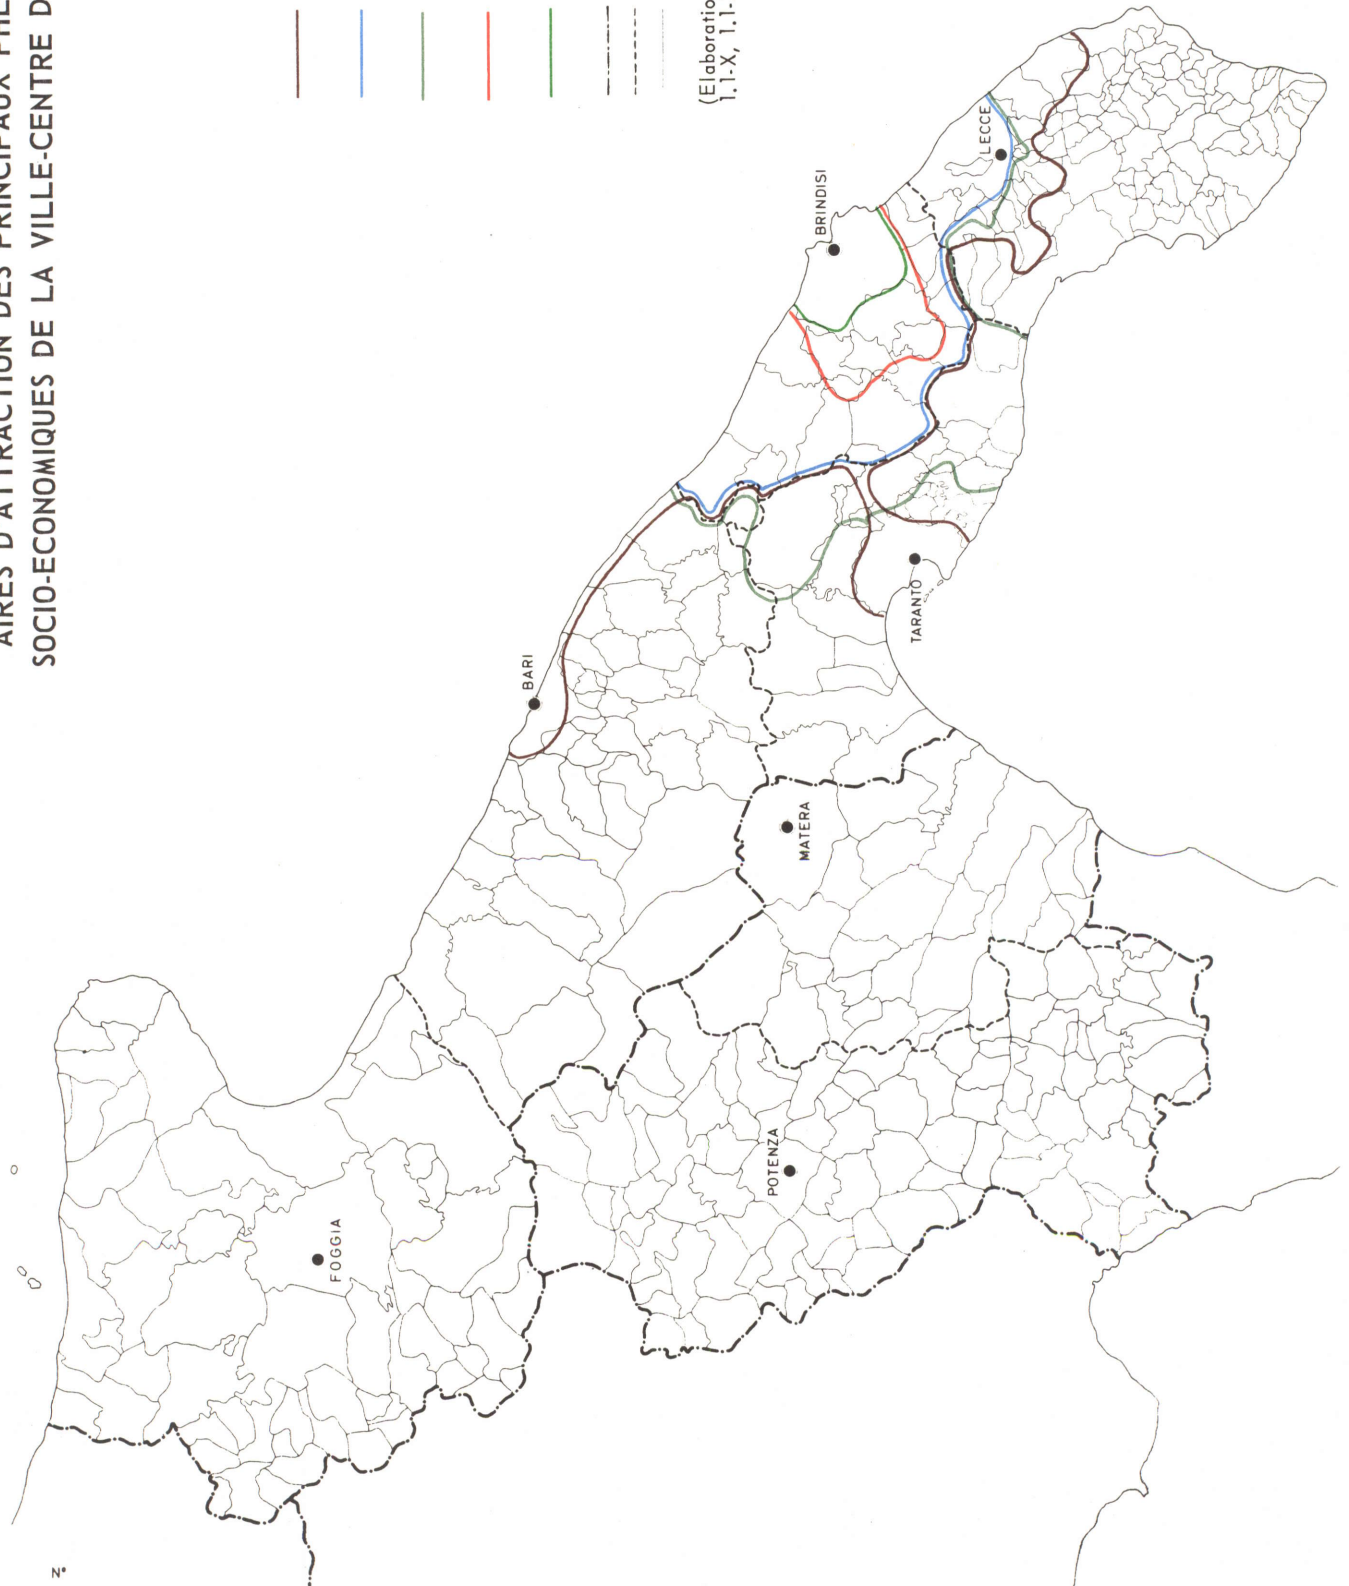 AIRES D'ATTRACTION DES PRINCIPAUX
SOCIO-ECONOMIQUES DE LA VILLE-CENTRE
1.1-X, 1.1-
BRINDISI
LECCE
BARI
TARANTO
MATERA
POTENZA
FOGGIA
N°